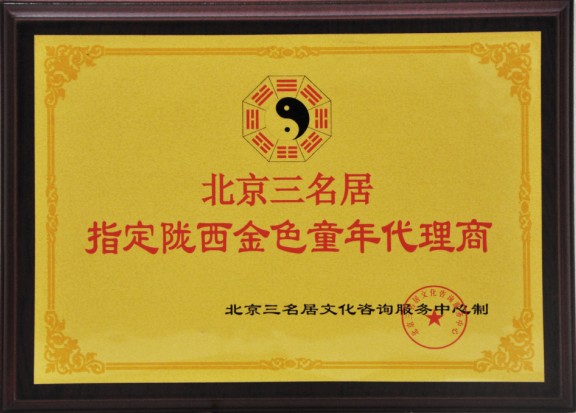 北京三名居
指定陇西金色童年代理商
北京三名居文化咨询服务中心制